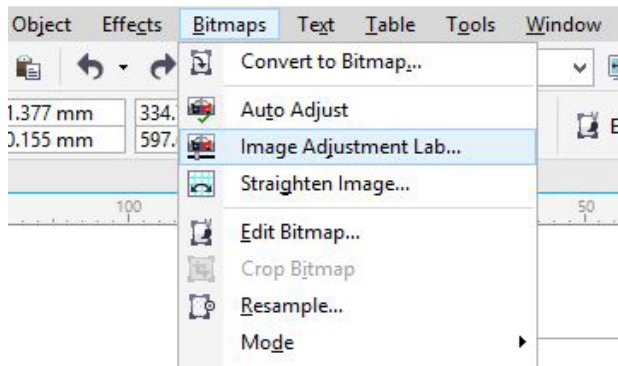 Object Effects Bitmaps Text Table Tools Window
Convert to Bitmap...
1.377 mm 334.
0.155 mm 597.
Auto Adjust
Image Adjustment Lab...
Straighten Image...
100 50
Edit Bitmap...
Crop Bitmap
Resample...
Mode